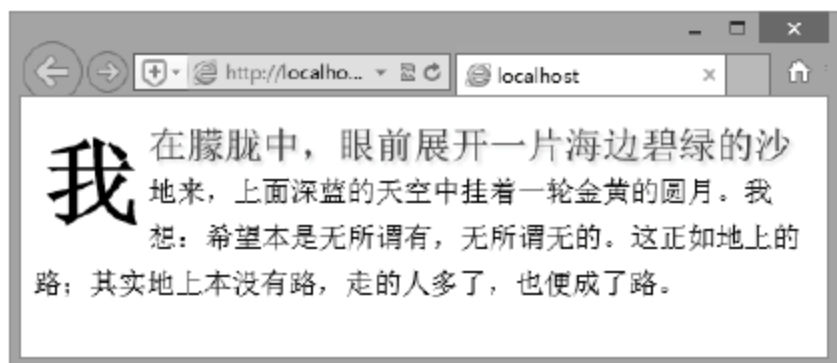 http://localho...
localhost
我在朦胧中，眼前展开一片海边碧绿的沙
地来，上面深蓝的天空中挂着一轮金黄的圆月。我
想：希望本是无所谓有，无所谓无的。这正如地上的
路；其实地上本没有路，走的人多了，也便成了路。